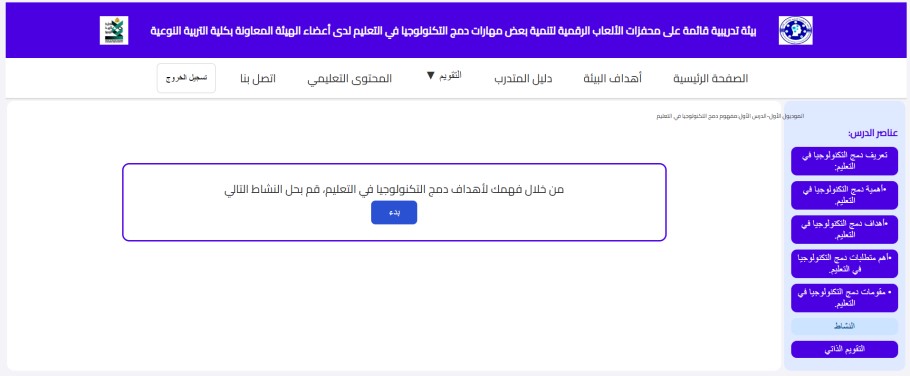 بيئة تدريبية قائمة على محفزات الألعاب الرقمية لتنمية بعض مهارات دمج التكنولوجيا في التعليم لدى أعضاء الهيئة المعاونة بكلية التربية النوعية
الصفحة الرئيسية
أهداف البيئة
دليل المتدرب
التقويم ▼
المحتوى التعليمي
اتصل بنا
تسجيل الخروج
الموديول الأول- الدرس الأول:مفهوم دمج التكنولوجيا في التعليم
عناصر الدرس:
تعريف دمج التكنولوجيا في
التعليم:
•أهمية دمج التكنولوجيا في
التعليم.
•أهداف دمج التكنولوجيا في
التعليم.
•أهم متطلبات دمج التكنولوجيا
في التعليم.
• مقومات دمج التكنولوجيا في
التعليم.
النشاط
التقويم الذاتي
من خلال فهمك لأهداف دمج التكنولوجيا في التعليم، قم بحل النشاط التالي
بدء